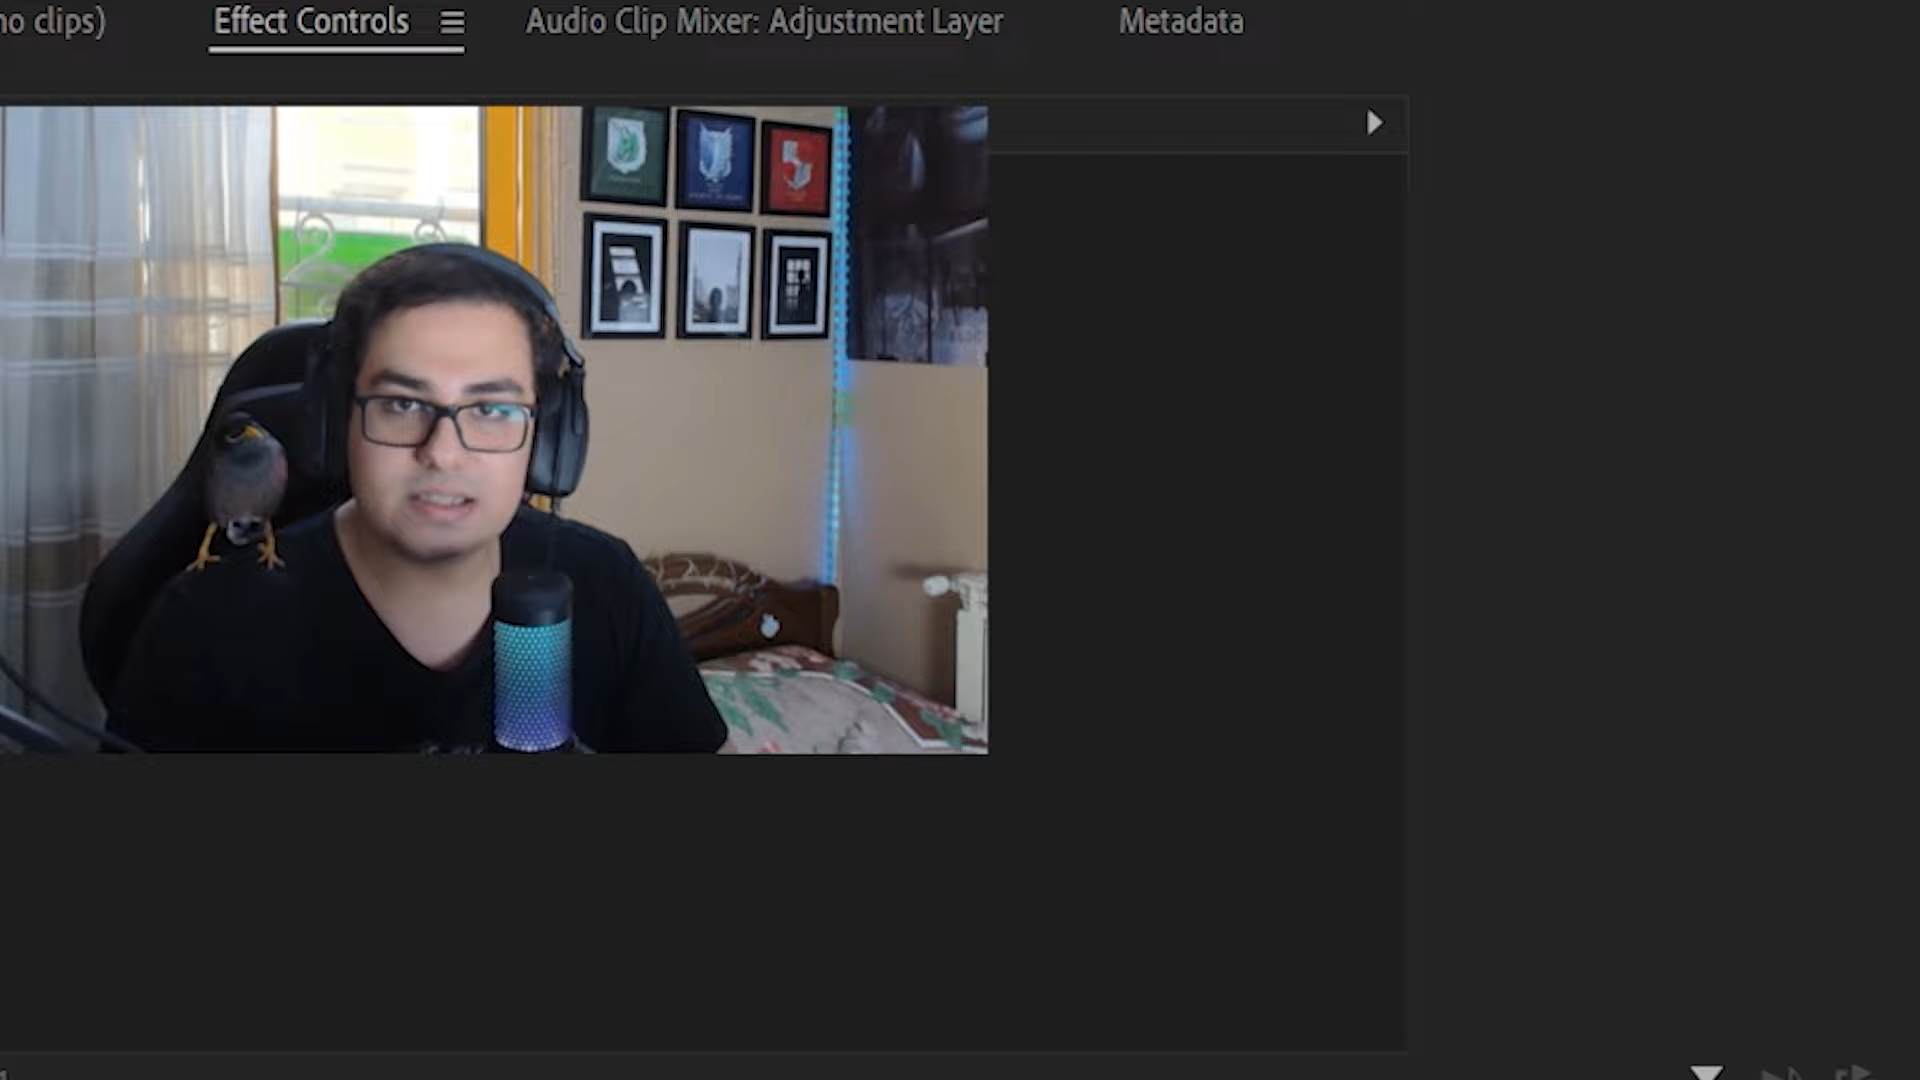 no clips)
Effect Controls
Audio Clip Mixer: Adjustment Layer
Metadata